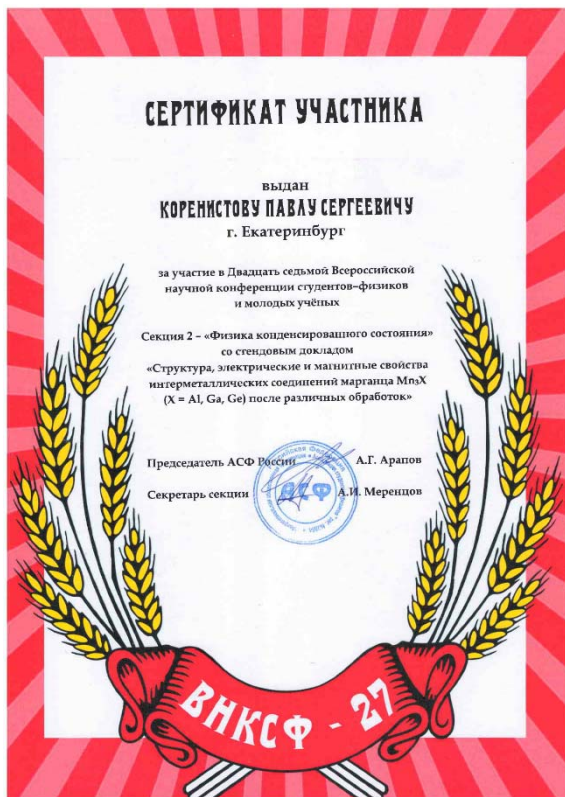 СЕРТИФИКАТ УЧАСТНИКА
выдан
КОРЕНИСТОВУ ПАВЛУ СЕРГЕЕВИЧУ
г. Екатеринбург
за участие в Двадцать седьмой Всероссийской
научной конференции студентов–физиков
и молодых учёных
Секция 2 – «Физика конденсированного состояния»
со стендовым докладом
«Структура, электрические и магнитные свойства
интерметаллических соединений марганца Mn₃X
(X = Al, Ga, Ge) после различных обработок»
Председатель АСФ России А.Г. Арапов
Секретарь секции А.И. Меренцов
АСФ
ВНКСФ - 27